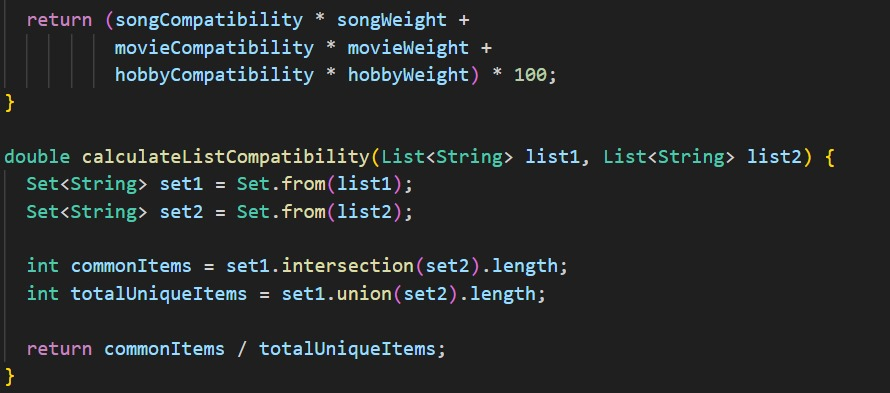 return (songCompatibility * songWeight +
movieCompatibility * movieWeight +
hobbyCompatibility * hobbyWeight) * 100;
}
double calculateListCompatibility(List<String> list1, List<String> list2) {
Set<String> set1 = Set.from(list1);
Set<String> set2 = Set.from(list2);
int commonItems = set1.intersection(set2).length;
int totalUniqueItems = set1.union(set2).length;
return commonItems / totalUniqueItems;
}